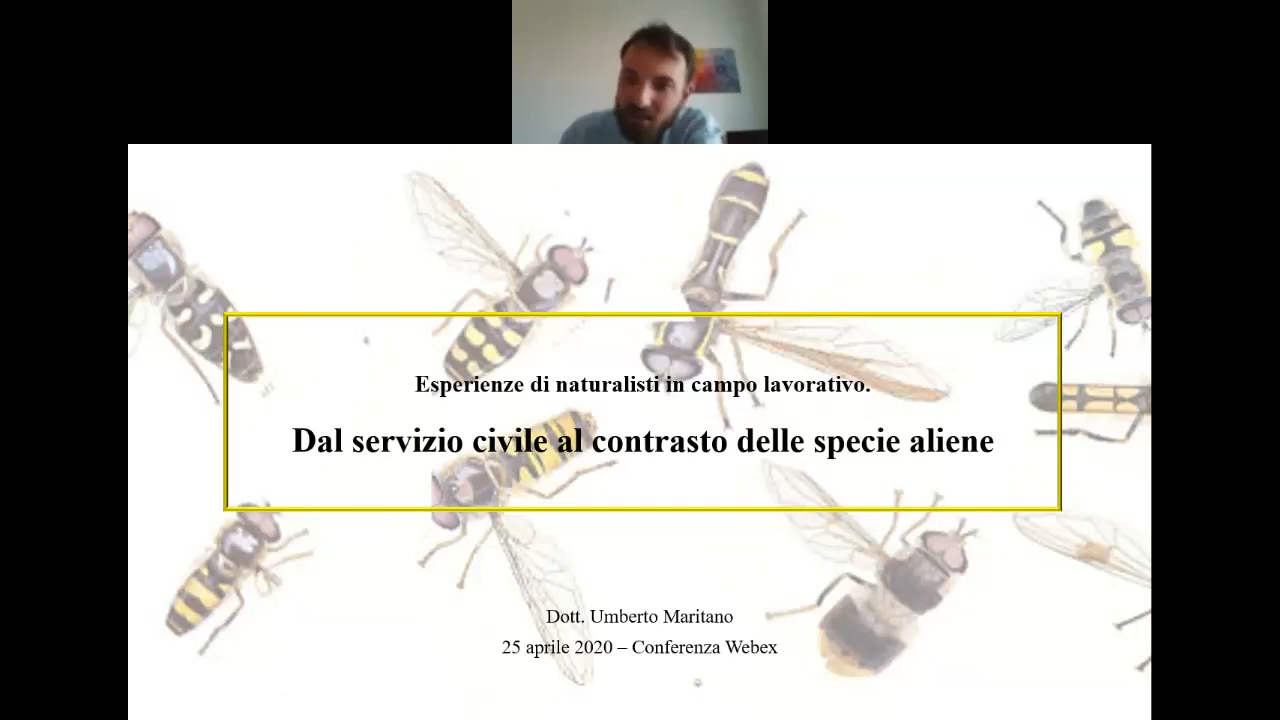 Esperienze di naturalisti in campo lavorativo.
Dal servizio civile al contrasto delle specie aliene
Dott. Umberto Maritano
25 aprile 2020 – Conferenza Webex